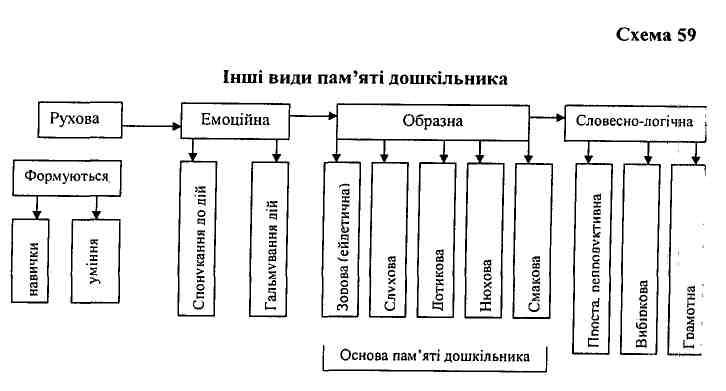 Схема 59
Інші види пам’яті дошкільника
Рухова
Емоційна
Образна
Словесно-логічна
Формуються
навички
уміння
Спонукання до дій
Гальмування дій
Зорова (ейдетична)
Слухова
Дотикова
Нюхова
Смакова
Проста, репродуктивна
Вибіркова
Грамотна
Основа пам’яті дошкільника